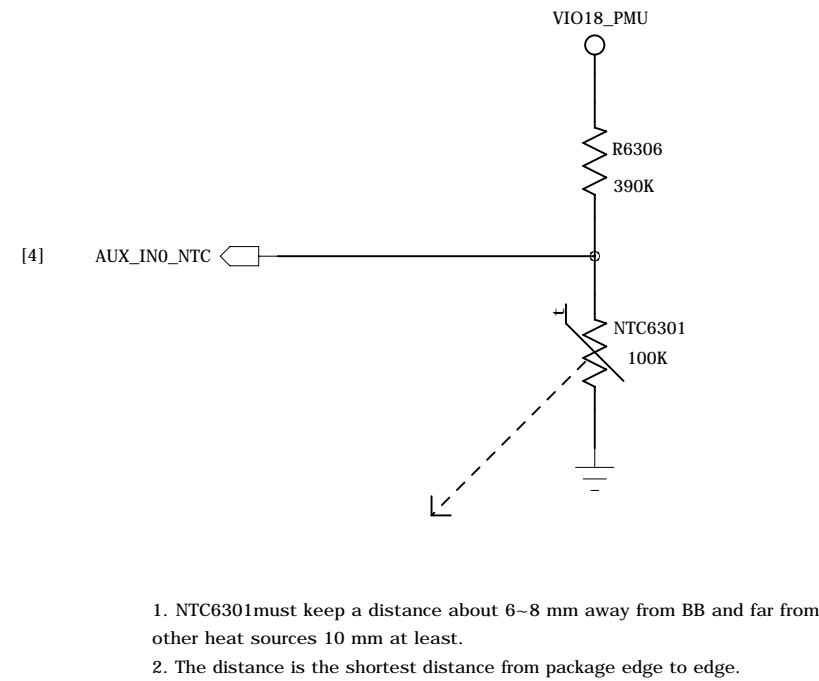 VIO18_PMU
R6306
390K
[4] AUX_IN0_NTC
t
NTC6301
100K
1. NTC6301must keep a distance about 6~8 mm away from BB and far from
other heat sources 10 mm at least.
2. The distance is the shortest distance from package edge to edge.